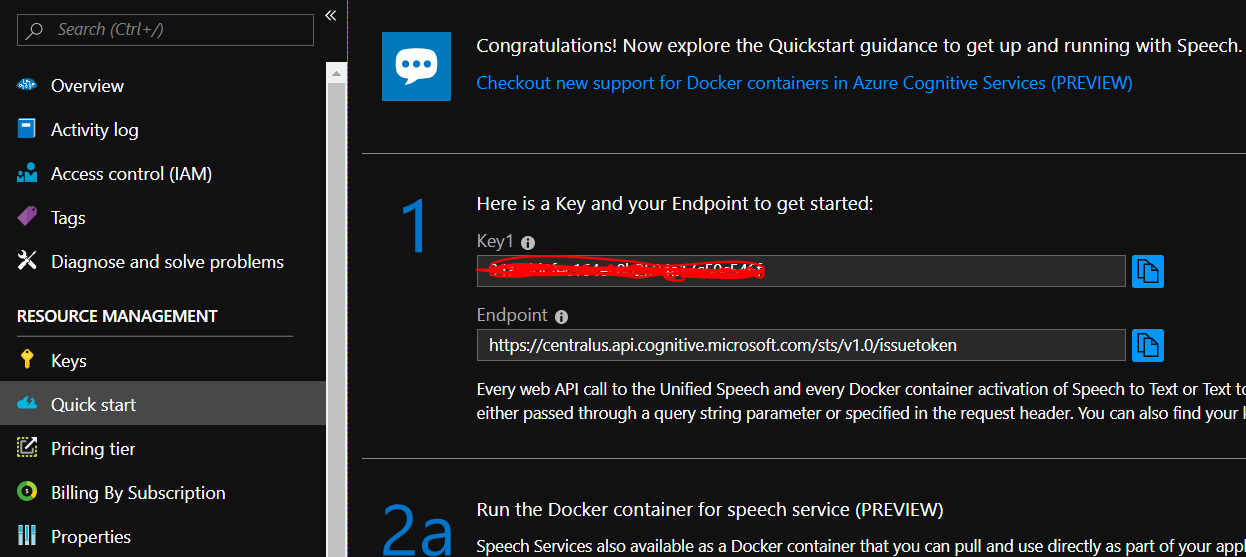 Search (Ctrl+/)
Overview
Activity log
Access control (IAM)
Tags
Diagnose and solve problems
RESOURCE MANAGEMENT
Keys
Quick start
Pricing tier
Billing By Subscription
Properties
Congratulations! Now explore the Quickstart guidance to get up and running with Speech.
Checkout new support for Docker containers in Azure Cognitive Services (PREVIEW)
1
Here is a Key and your Endpoint to get started:
Key1
Endpoint
https://centralus.api.cognitive.microsoft.com/sts/v1.0/issuetoken
Every web API call to the Unified Speech and every Docker container activation of Speech to Text or Text to
either passed through a query string parameter or specified in the request header. You can also find your
2a
Run the Docker container for speech service (PREVIEW)
Speech Services also available as a Docker container that you can pull and use directly as part of your